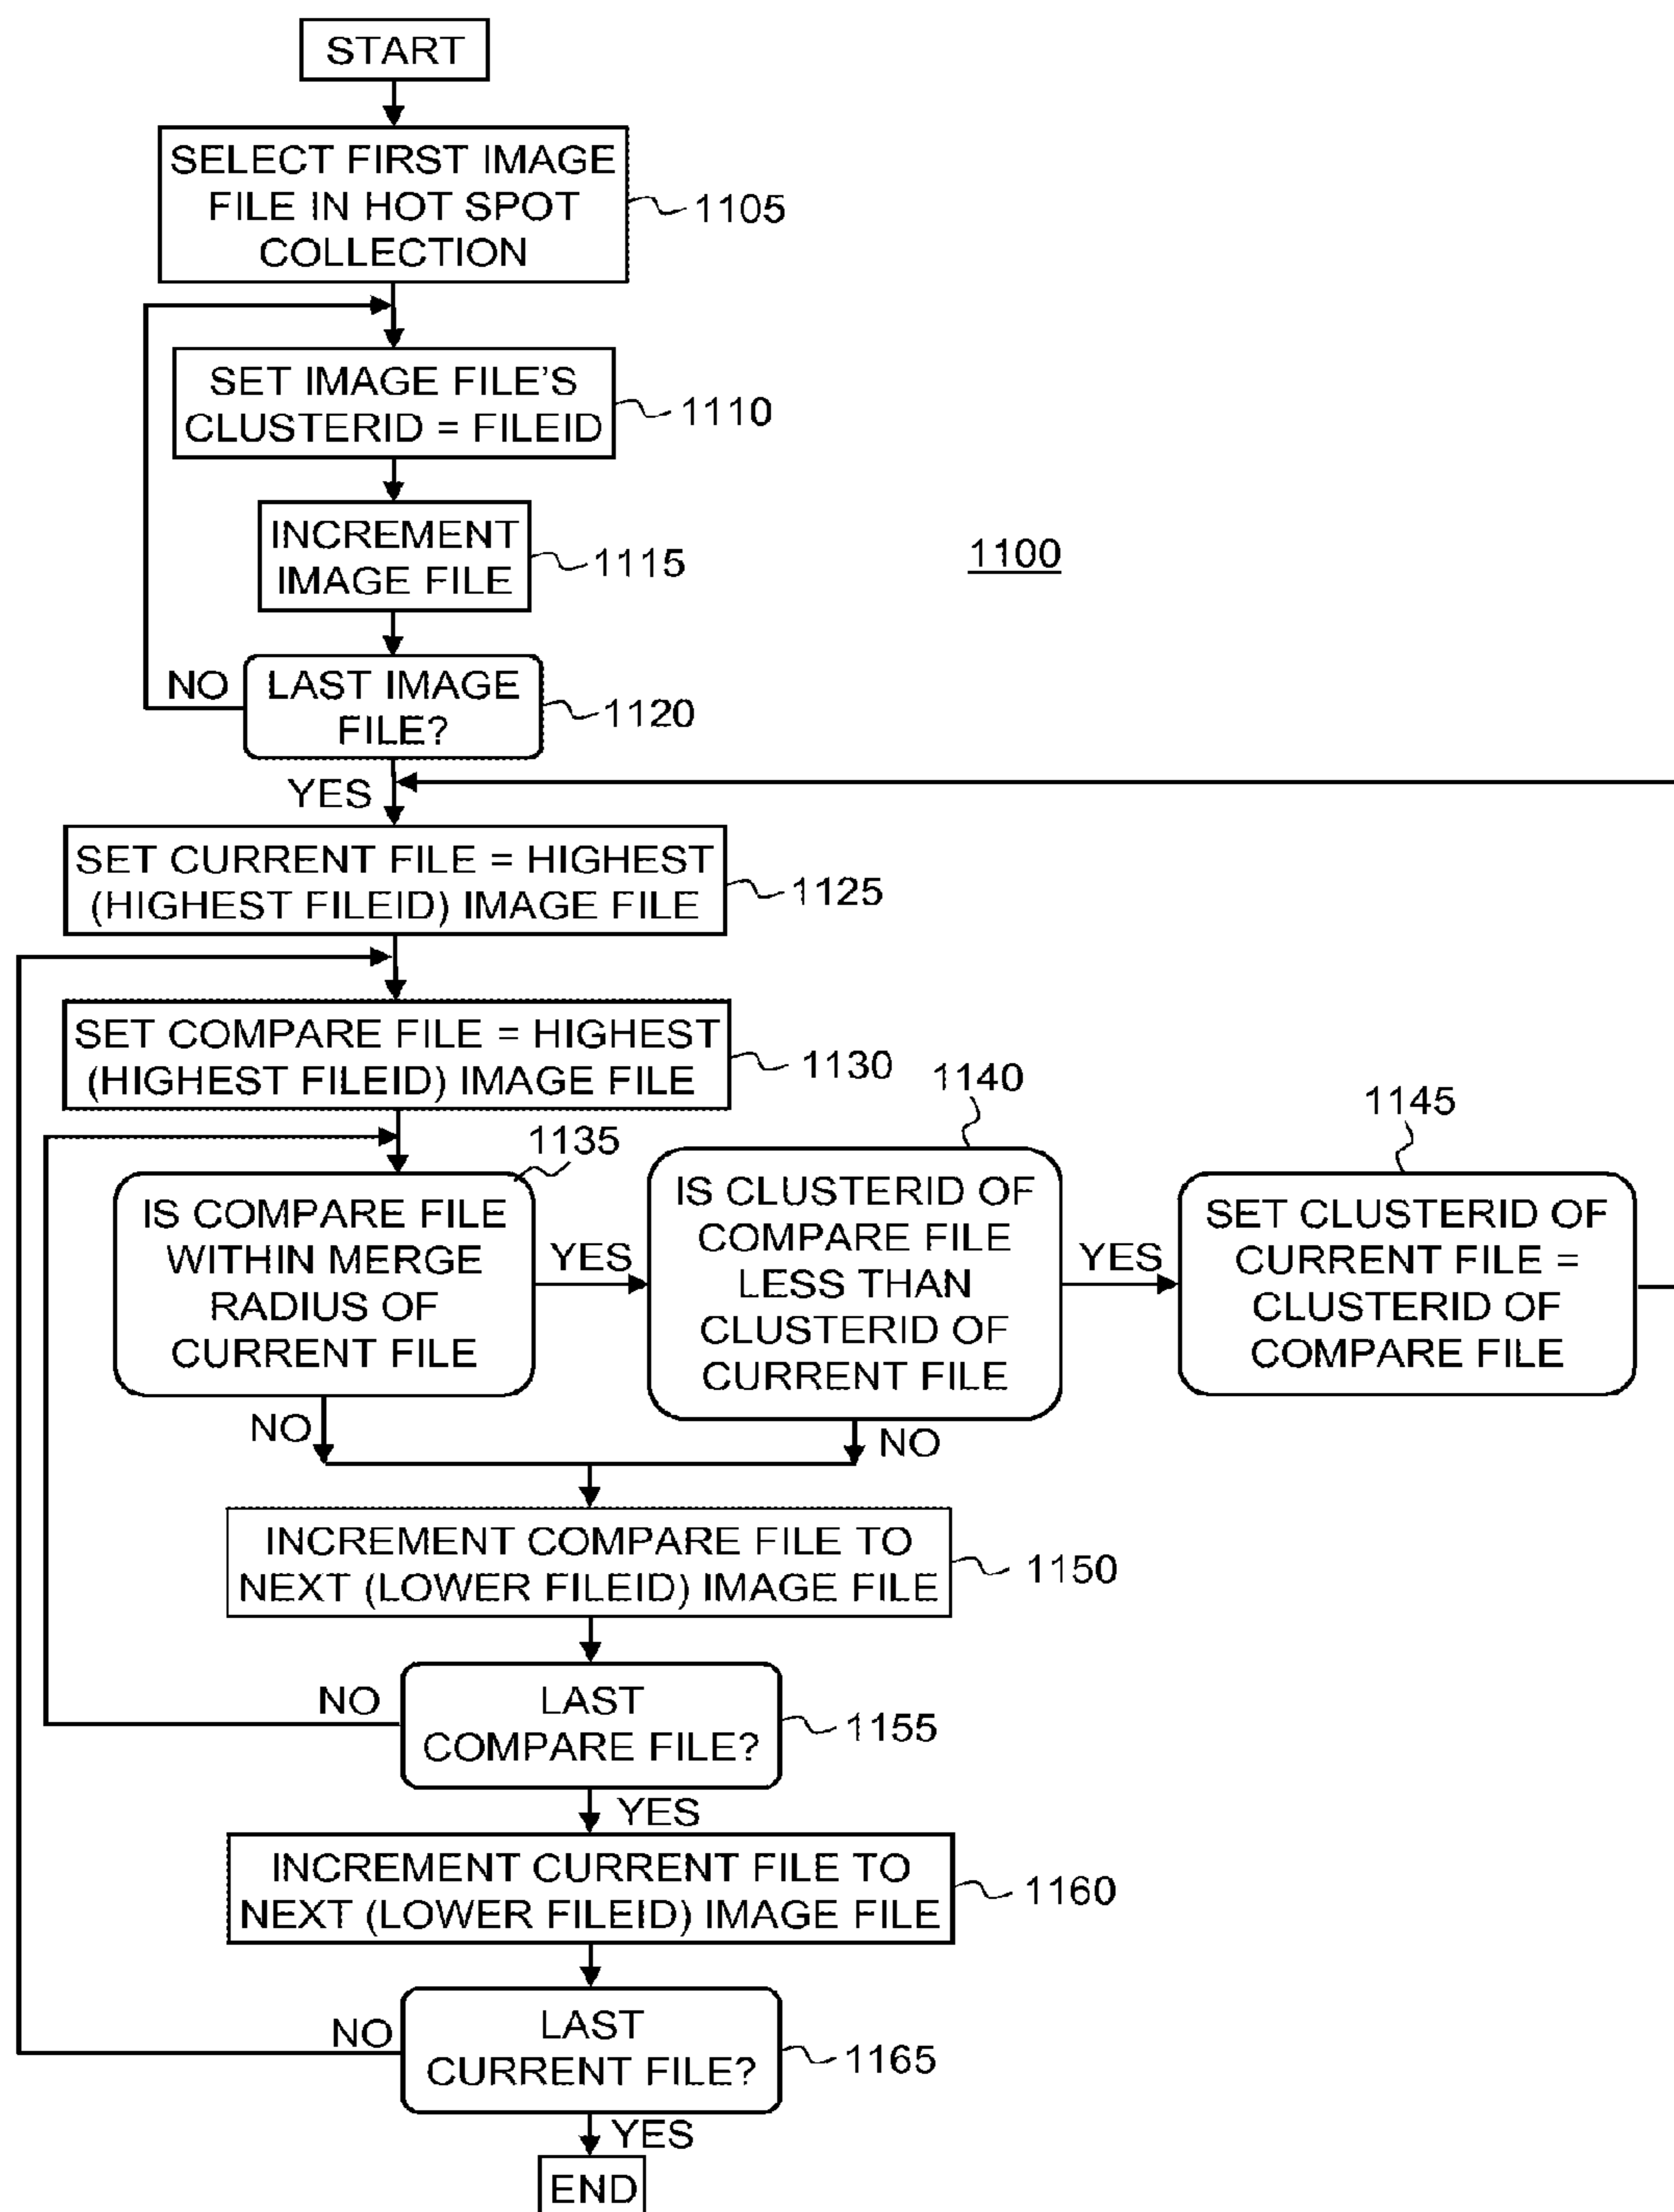 START
SELECT FIRST IMAGE
FILE IN HOT SPOT
COLLECTION
1105
SET IMAGE FILE'S
CLUSTERID = FILEID
1110
INCREMENT
IMAGE FILE
1115
1100
LAST IMAGE
FILE?
1120
NO
YES
SET CURRENT FILE = HIGHEST
(HIGHEST FILEID) IMAGE FILE
1125
SET COMPARE FILE = HIGHEST
(HIGHEST FILEID) IMAGE FILE
1130
1135
IS COMPARE FILE
WITHIN MERGE
RADIUS OF
CURRENT FILE
YES
NO
1140
IS CLUSTERID OF
COMPARE FILE
LESS THAN
CLUSTERID OF
CURRENT FILE
YES
NO
1145
SET CLUSTERID OF
CURRENT FILE =
CLUSTERID OF
COMPARE FILE
INCREMENT COMPARE FILE TO
NEXT (LOWER FILEID) IMAGE FILE
1150
NO
LAST
COMPARE FILE?
1155
YES
INCREMENT CURRENT FILE TO
NEXT (LOWER FILEID) IMAGE FILE
1160
NO
LAST
CURRENT FILE?
1165
YES
END